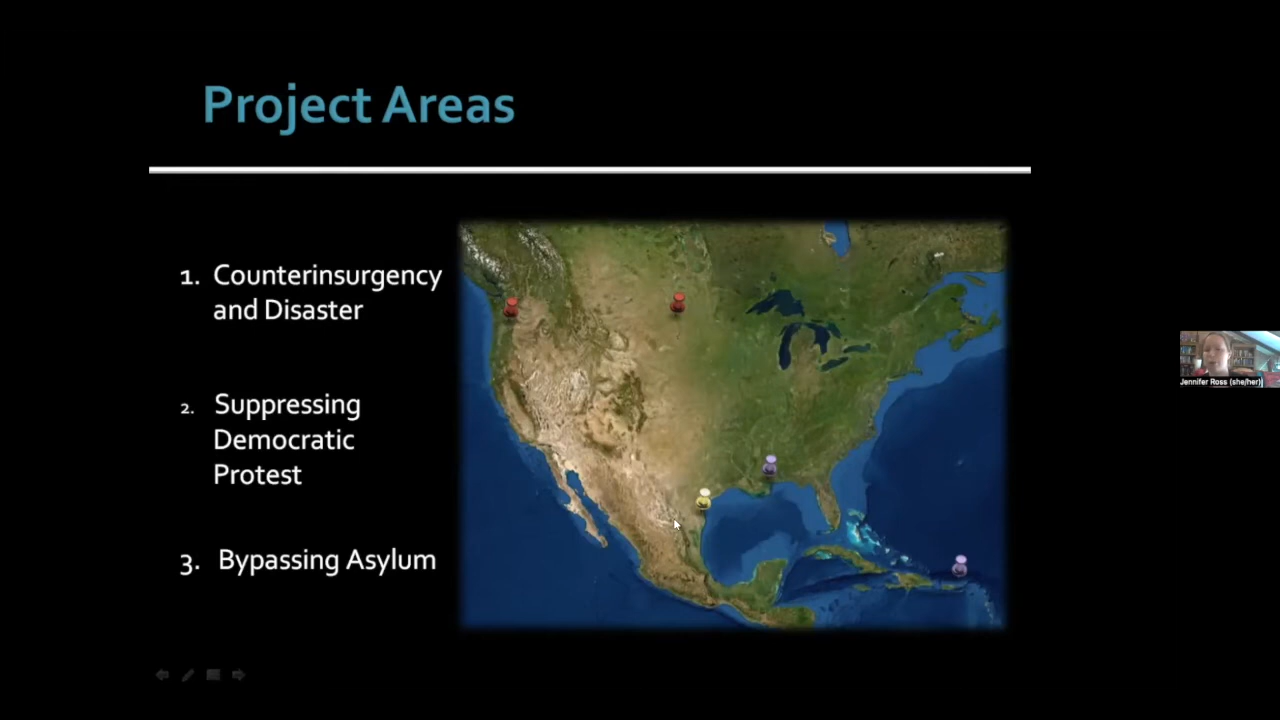 Project Areas
1. Counterinsurgency
and Disaster
2. Suppressing
Democratic
Protest
3. Bypassing Asylum
Jennifer Ross (she/her)